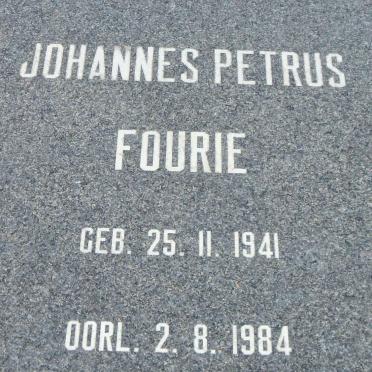 JOHANNES PETRUS
FOURIE
GEB. 25. 11. 1941
OORL. 2. 8. 1984